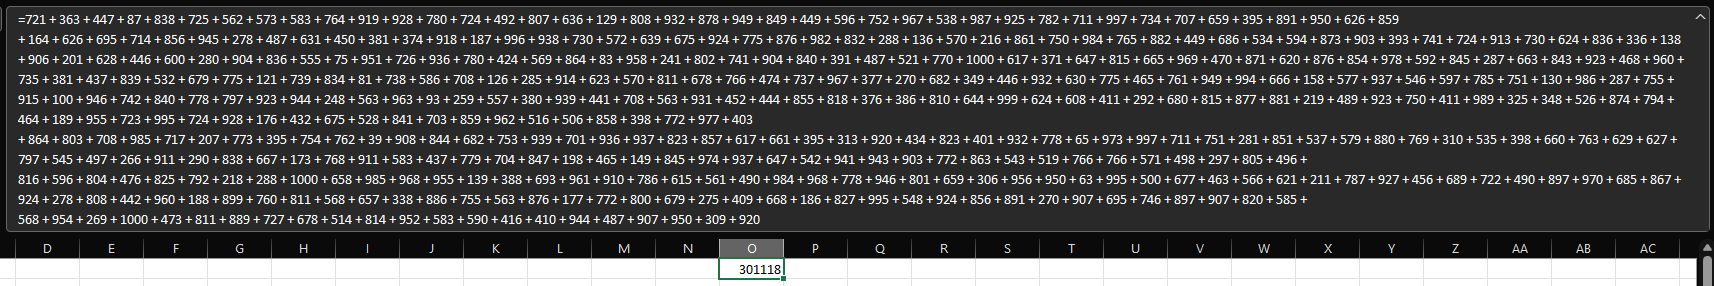 =721 + 363 + 447 + 87 + 838 + 725 + 562 + 573 + 583 + 764 + 919 + 928 + 780 + 724 + 492 + 807 + 636 + 129 + 808 + 932 + 878 + 949 + 849 + 449 + 596 + 752 + 967 + 538 + 987 + 925 + 782 + 711 + 997 + 734 + 707 + 659 + 395 + 891 + 950 + 626 + 859
+ 164 + 626 + 695 + 714 + 856 + 945 + 278 + 487 + 631 + 450 + 381 + 374 + 918 + 187 + 996 + 938 + 730 + 572 + 639 + 675 + 924 + 775 + 876 + 982 + 832 + 288 + 136 + 570 + 216 + 861 + 750 + 984 + 765 + 882 + 449 + 686 + 534 + 594 + 873 + 903 + 393 + 741 + 724 + 913 + 730 + 624 + 836 + 336 + 138
+ 906 + 201 + 628 + 446 + 600 + 280 + 904 + 836 + 555 + 75 + 951 + 726 + 936 + 780 + 424 + 569 + 864 + 83 + 958 + 241 + 802 + 741 + 904 + 840 + 391 + 487 + 521 + 770 + 1000 + 617 + 371 + 647 + 815 + 665 + 969 + 470 + 871 + 620 + 876 + 854 + 978 + 592 + 845 + 287 + 663 + 843 + 923 + 468 + 960 +
735 + 381 + 437 + 839 + 532 + 679 + 775 + 121 + 739 + 834 + 81 + 738 + 586 + 708 + 126 + 285 + 914 + 623 + 570 + 811 + 678 + 766 + 474 + 737 + 967 + 377 + 270 + 682 + 349 + 446 + 932 + 630 + 775 + 465 + 761 + 949 + 994 + 666 + 158 + 577 + 937 + 546 + 597 + 785 + 751 + 130 + 986 + 287 + 755 +
915 + 100 + 946 + 742 + 840 + 778 + 797 + 923 + 944 + 248 + 563 + 963 + 93 + 259 + 557 + 380 + 939 + 441 + 708 + 563 + 931 + 452 + 444 + 855 + 818 + 376 + 386 + 810 + 644 + 999 + 624 + 608 + 411 + 292 + 680 + 815 + 877 + 881 + 219 + 489 + 923 + 750 + 411 + 989 + 325 + 348 + 526 + 874 + 794 +
464 + 189 + 955 + 723 + 995 + 724 + 928 + 176 + 432 + 675 + 528 + 841 + 703 + 859 + 962 + 516 + 506 + 858 + 398 + 772 + 977 + 403
+ 864 + 803 + 708 + 985 + 717 + 207 + 773 + 395 + 754 + 762 + 39 + 908 + 844 + 682 + 753 + 939 + 701 + 936 + 937 + 823 + 857 + 617 + 661 + 395 + 313 + 920 + 434 + 823 + 401 + 932 + 778 + 65 + 973 + 997 + 711 + 751 + 281 + 851 + 537 + 579 + 880 + 769 + 310 + 535 + 398 + 660 + 763 + 629 + 627 +
797 + 545 + 497 + 266 + 911 + 290 + 838 + 667 + 173 + 768 + 911 + 583 + 437 + 779 + 704 + 847 + 198 + 465 + 149 + 845 + 974 + 937 + 647 + 542 + 941 + 943 + 903 + 772 + 863 + 543 + 519 + 766 + 766 + 571 + 498 + 297 + 805 + 496 +
816 + 596 + 804 + 476 + 825 + 792 + 218 + 288 + 1000 + 658 + 985 + 968 + 955 + 139 + 388 + 693 + 961 + 910 + 786 + 615 + 561 + 490 + 984 + 968 + 778 + 946 + 801 + 659 + 306 + 956 + 950 + 63 + 995 + 500 + 677 + 463 + 566 + 621 + 211 + 787 + 927 + 456 + 689 + 722 + 490 + 897 + 970 + 685 + 867 +
924 + 278 + 808 + 442 + 960 + 188 + 899 + 760 + 811 + 568 + 657 + 338 + 886 + 755 + 563 + 876 + 177 + 772 + 800 + 679 + 275 + 409 + 668 + 186 + 827 + 995 + 548 + 924 + 856 + 891 + 270 + 907 + 695 + 746 + 897 + 907 + 820 + 585 +
568 + 954 + 269 + 1000 + 473 + 811 + 889 + 727 + 678 + 514 + 814 + 952 + 583 + 590 + 416 + 410 + 944 + 487 + 907 + 950 + 309 + 920
D E F G H I J K L M N O P Q R S T U V W X Y Z AA AB AC
301118